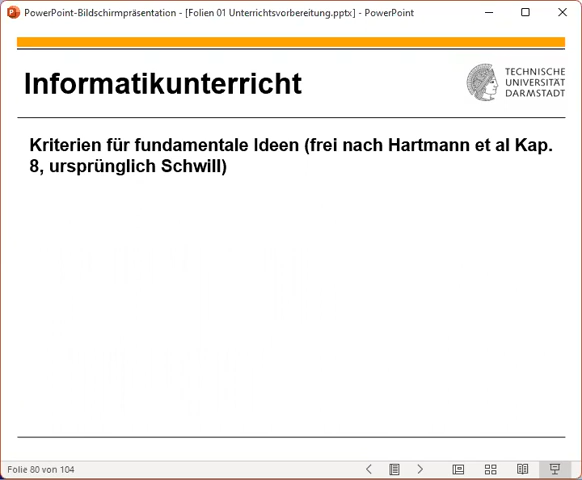 PowerPoint-Bildschirmpräsentation - [Folien 01 Unterrichtsvorbereitung.pptx] - PowerPoint
Informatikunterricht
TECHNISCHE
UNIVERSITÄT
DARMSTADT
Kriterien für fundamentale Ideen (frei nach Hartmann et al Kap.
8, ursprünglich Schwill)
Folie 80 von 104